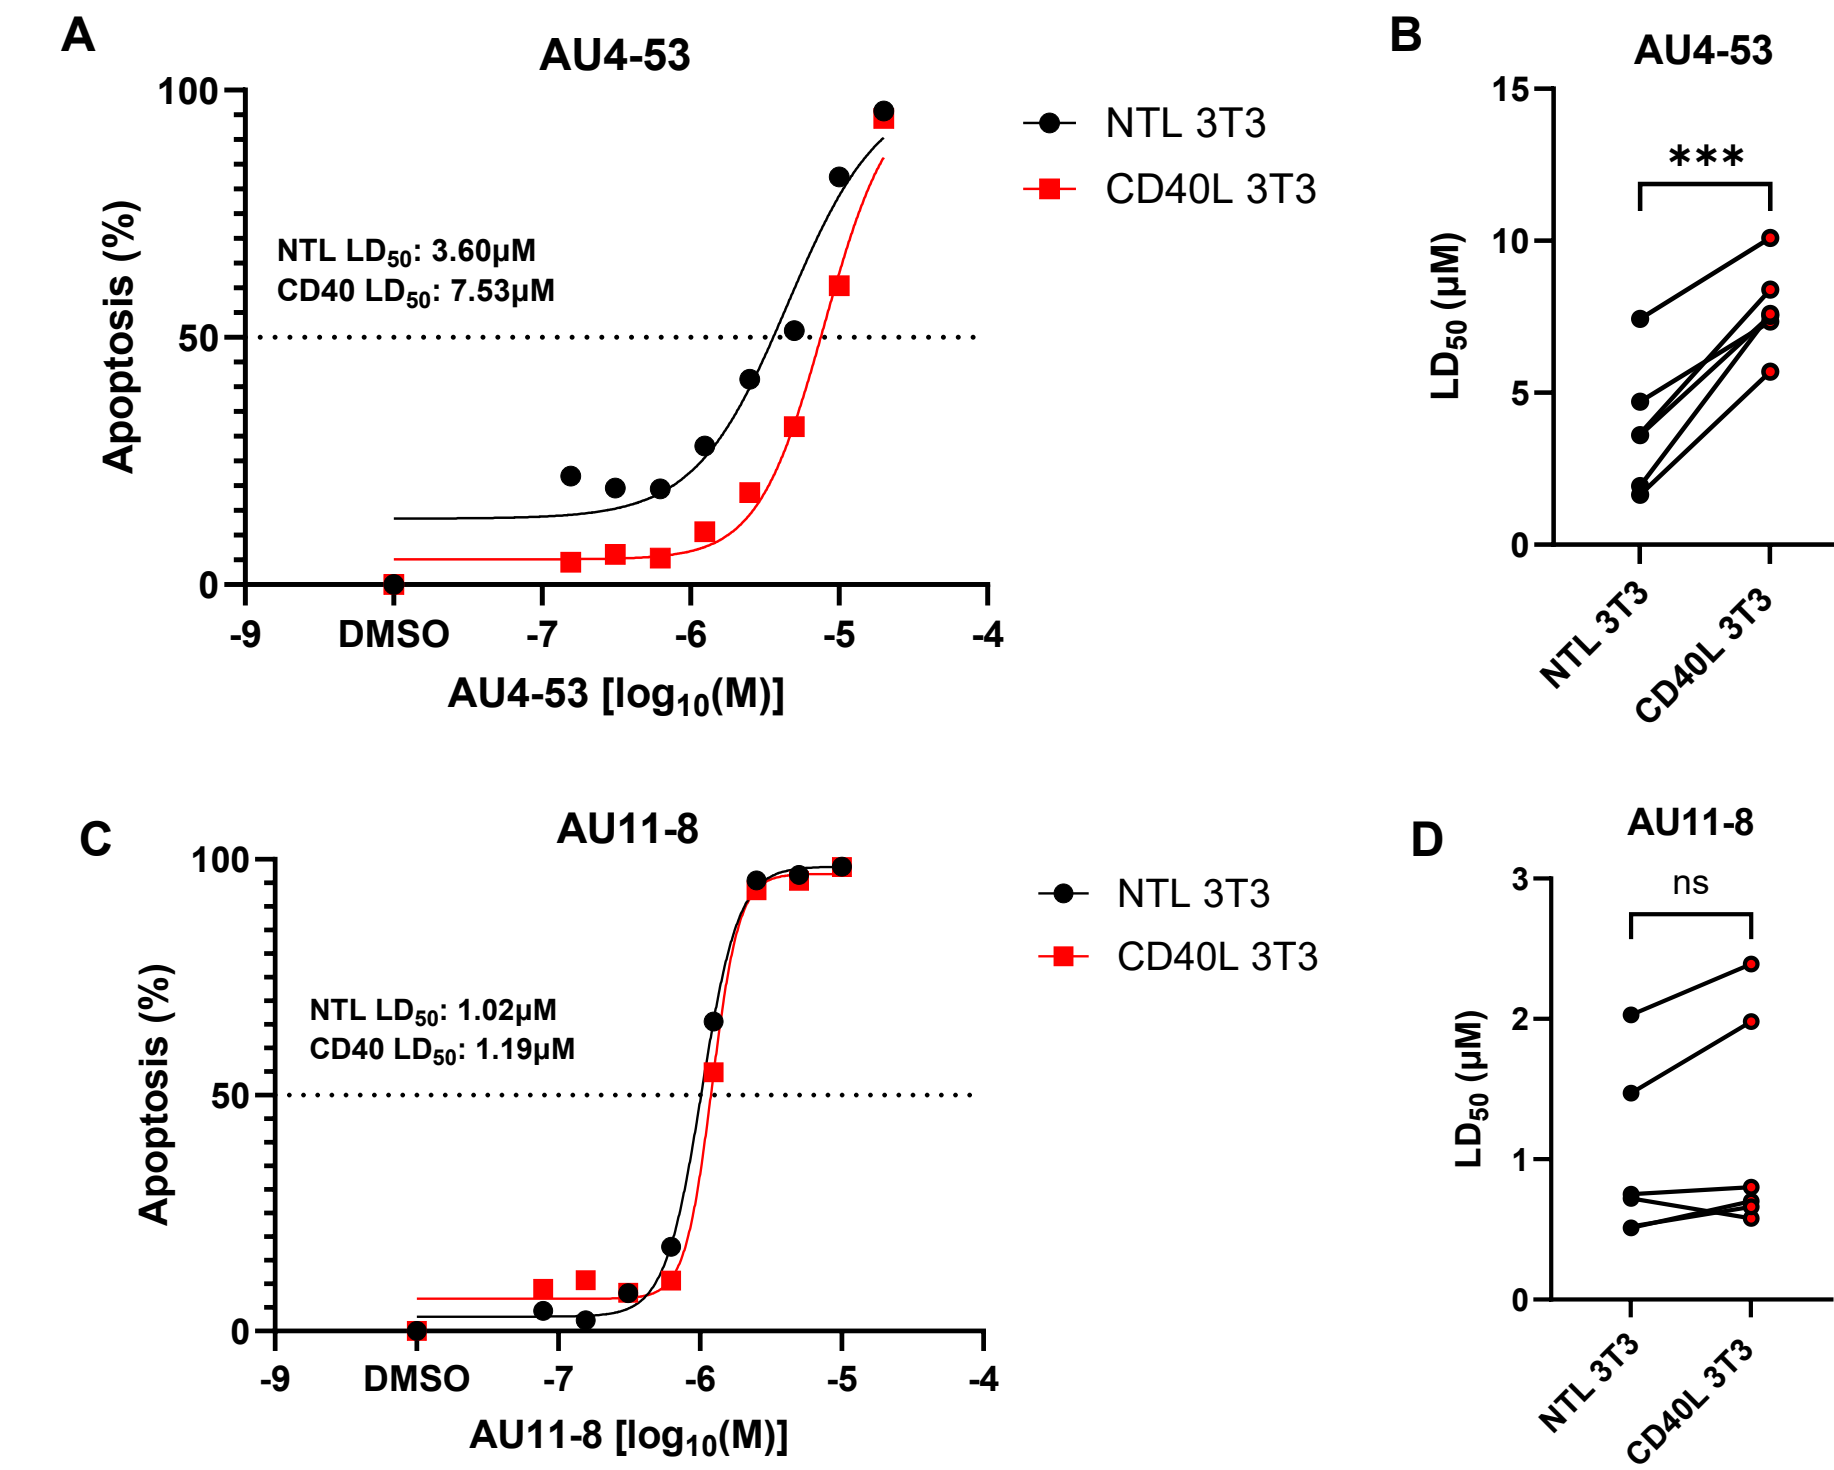 A
AU4-53
100
50
0
Apoptosis (%)
NTL LD50: 3.60µM
CD40 LD50: 7.53µM
-9 DMSO -7 -6 -5 -4
AU4-53 [log10(M)]
NTL 3T3
CD40L 3T3
B
AU4-53
15
10
5
0
LD50 (µM)
***
NTL 3T3
CD40L 3T3
C
AU11-8
100
50
0
Apoptosis (%)
NTL LD50: 1.02µM
CD40 LD50: 1.19µM
-9 DMSO -7 -6 -5 -4
AU11-8 [log10(M)]
NTL 3T3
CD40L 3T3
D
AU11-8
3
2
1
0
LD50 (µM)
ns
NTL 3T3
CD40L 3T3